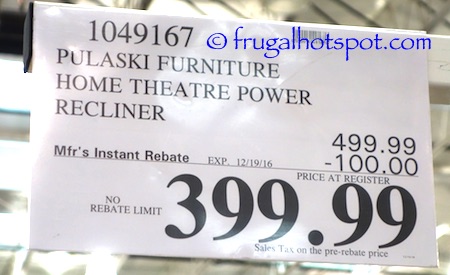 1049167
© frugalhotspot.com
PULASKI FURNITURE
HOME THEATRE POWER
RECLINER
499.99
Mfr's Instant Rebate EXP. 12/19/16 -100.00
PRICE AT REGISTER
NO
REBATE LIMIT
399.99
Sales Tax on the pre-rebate price